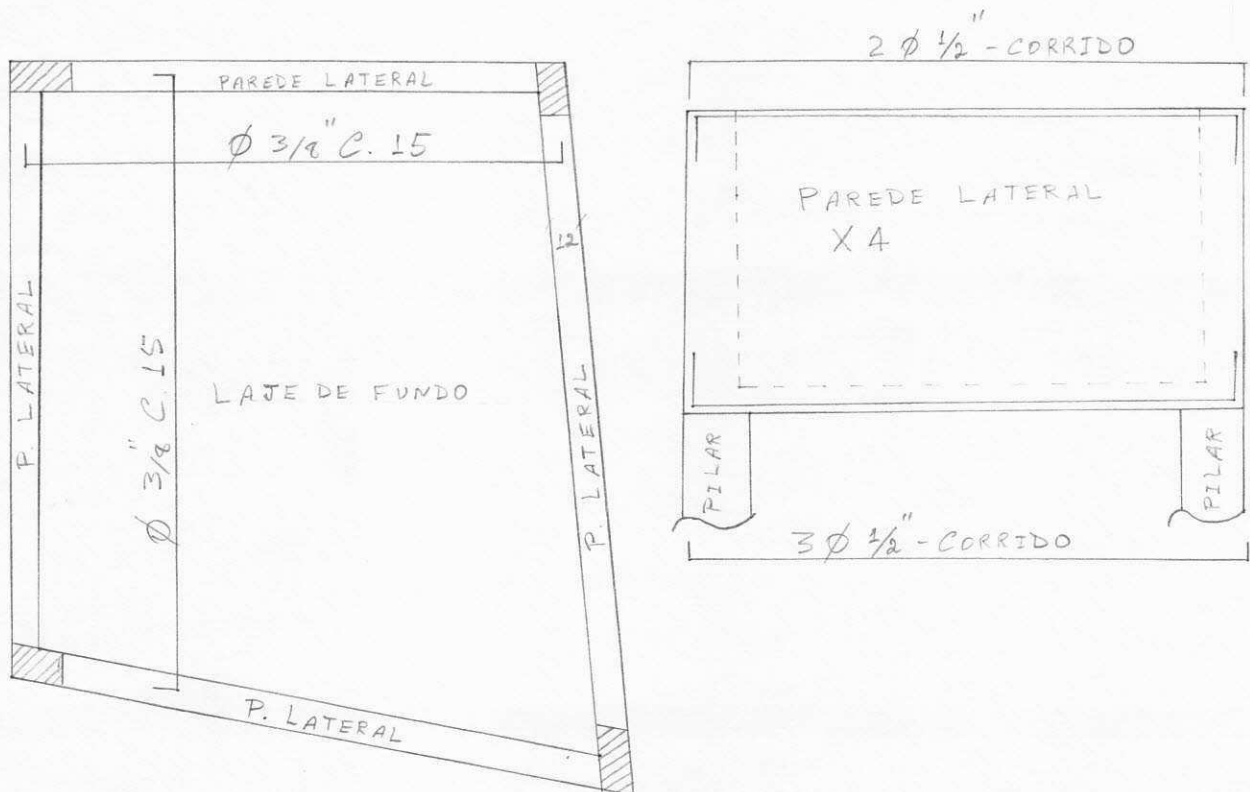 PAREDE LATERAL
Ø 3/8" C. 15
P. LATERAL
Ø 3/8" C. 15
LAJE DE FUNDO
12
P. LATERAL
P. LATERAL
2 Ø 1/2" - CORRIDO
PAREDE LATERAL
X 4
PILAR
PILAR
3 Ø 1/2" - CORRIDO